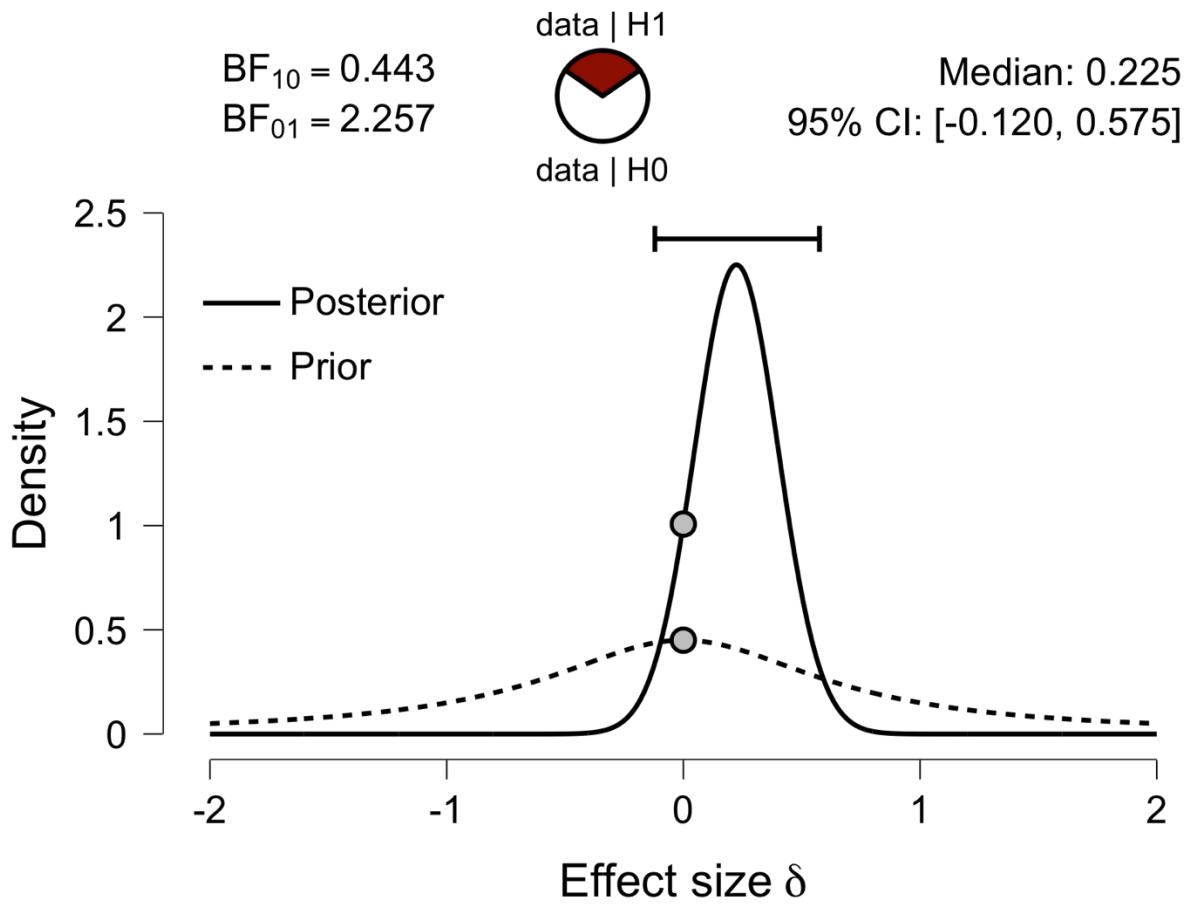 data | H1
BF₁₀ = 0.443
BF₀₁ = 2.257
Median: 0.225
95% CI: [-0.120, 0.575]
data | H0
2.5
2
1.5
1
0.5
0
Density
Posterior
Prior
-2
-1
0
1
2
Effect size δ